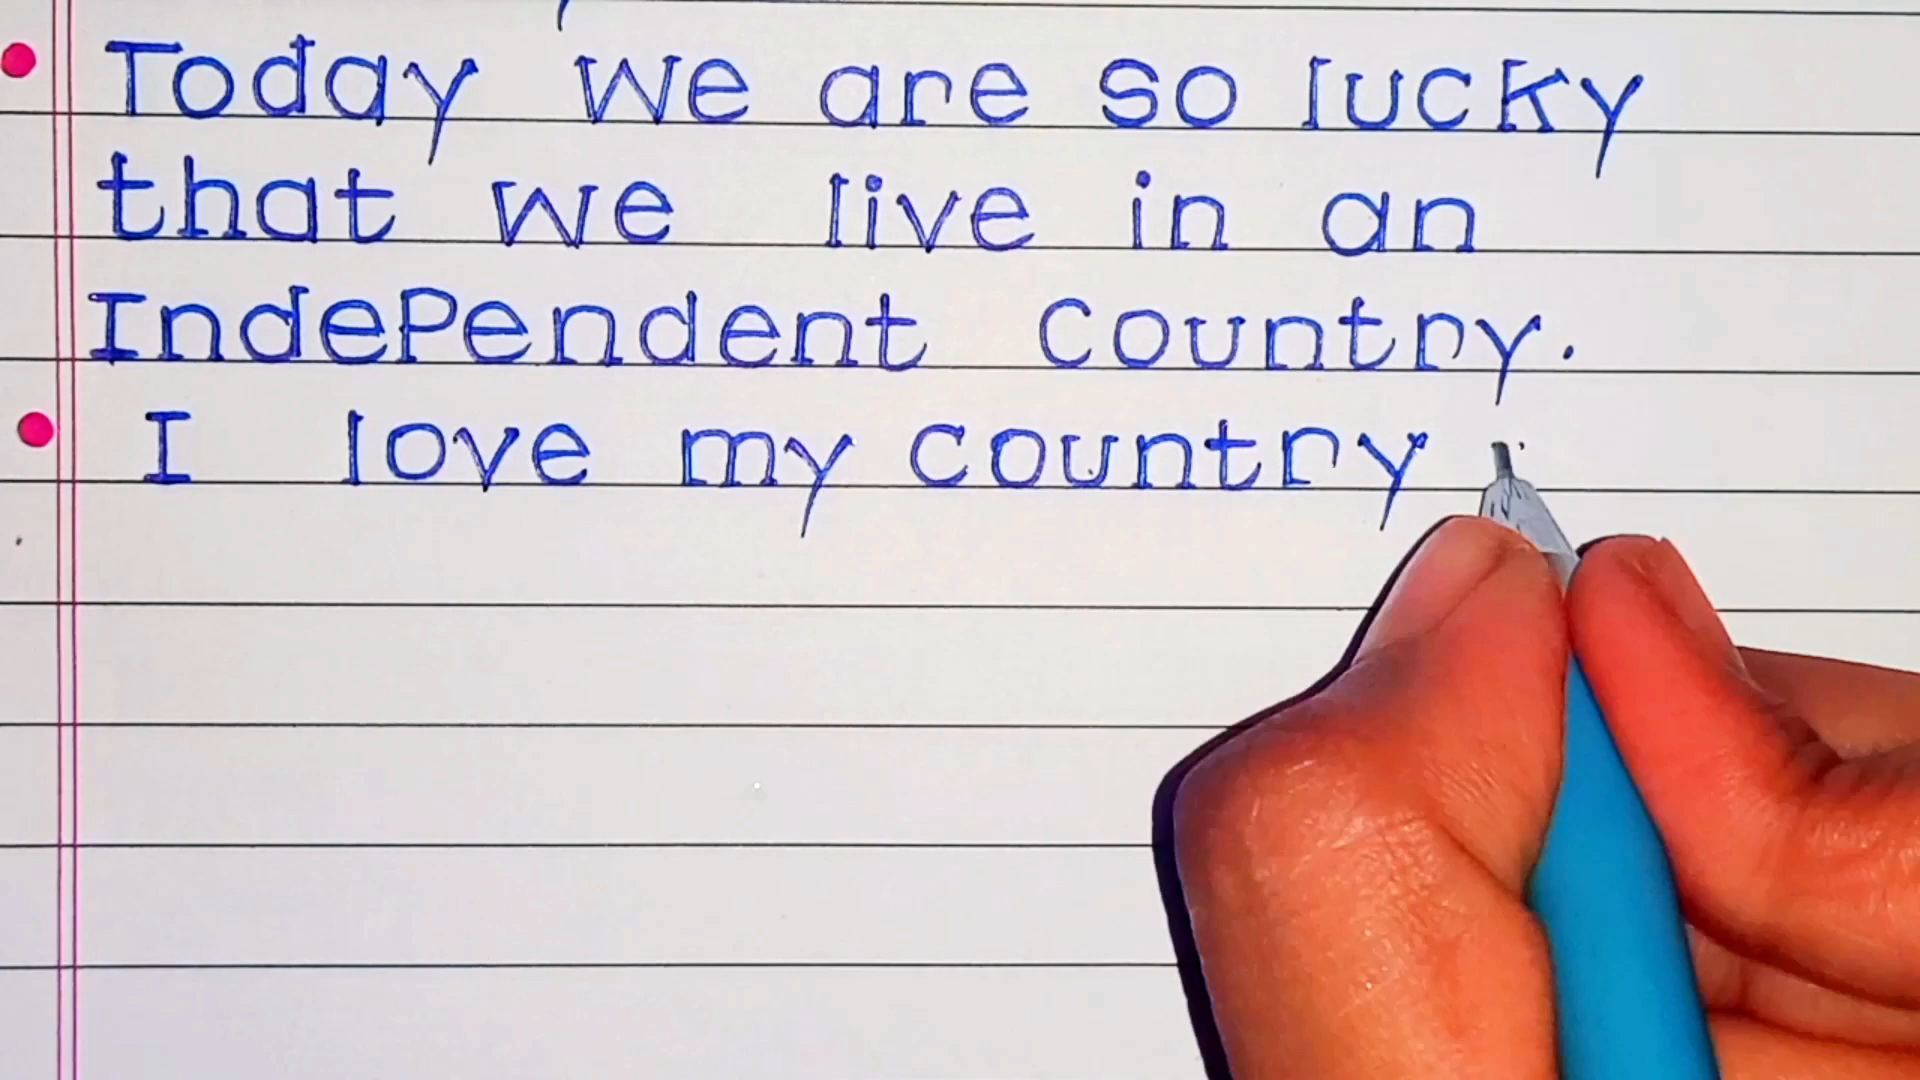 Today we are so lucky
that we live in an
IndePendent Country.
I love my country